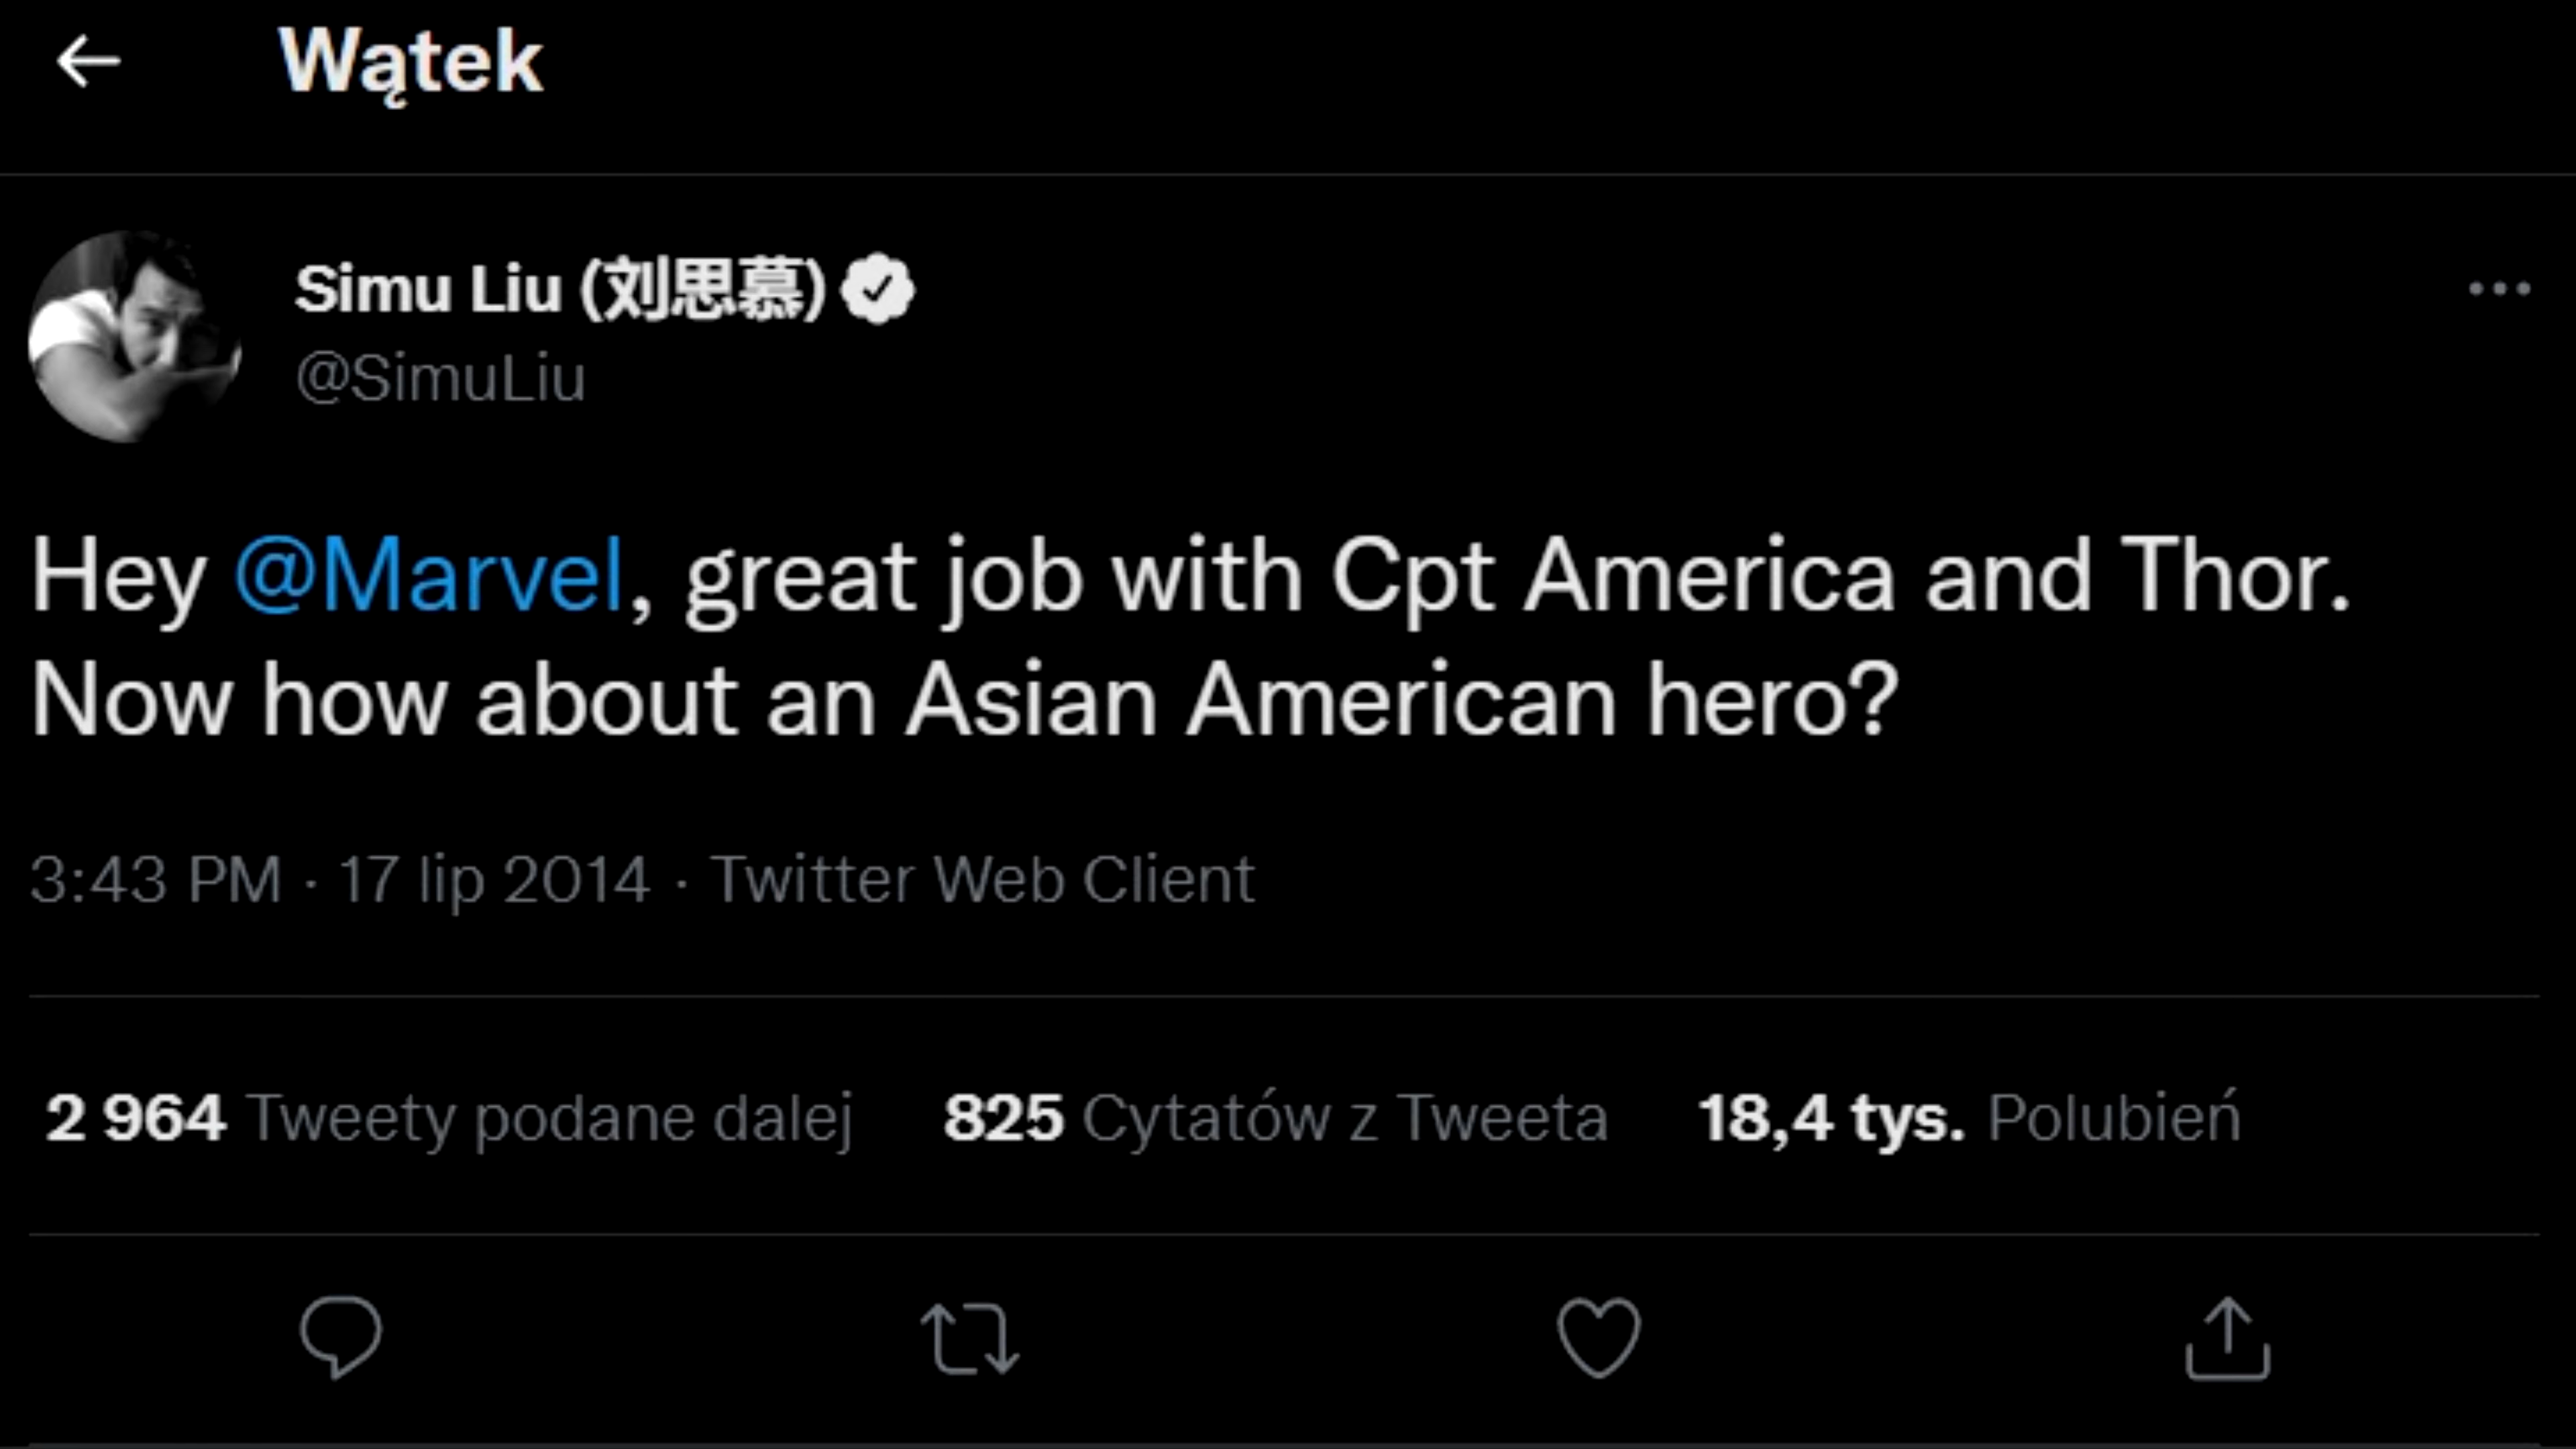 Wątek
Simu Liu (刘思慕)
@SimuLiu
Hey @Marvel, great job with Cpt America and Thor.
Now how about an Asian American hero?
3:43 PM · 17 lip 2014 · Twitter Web Client
2 964 Tweety podane dalej 825 Cytatów z Tweeta 18,4 tys. Polubień